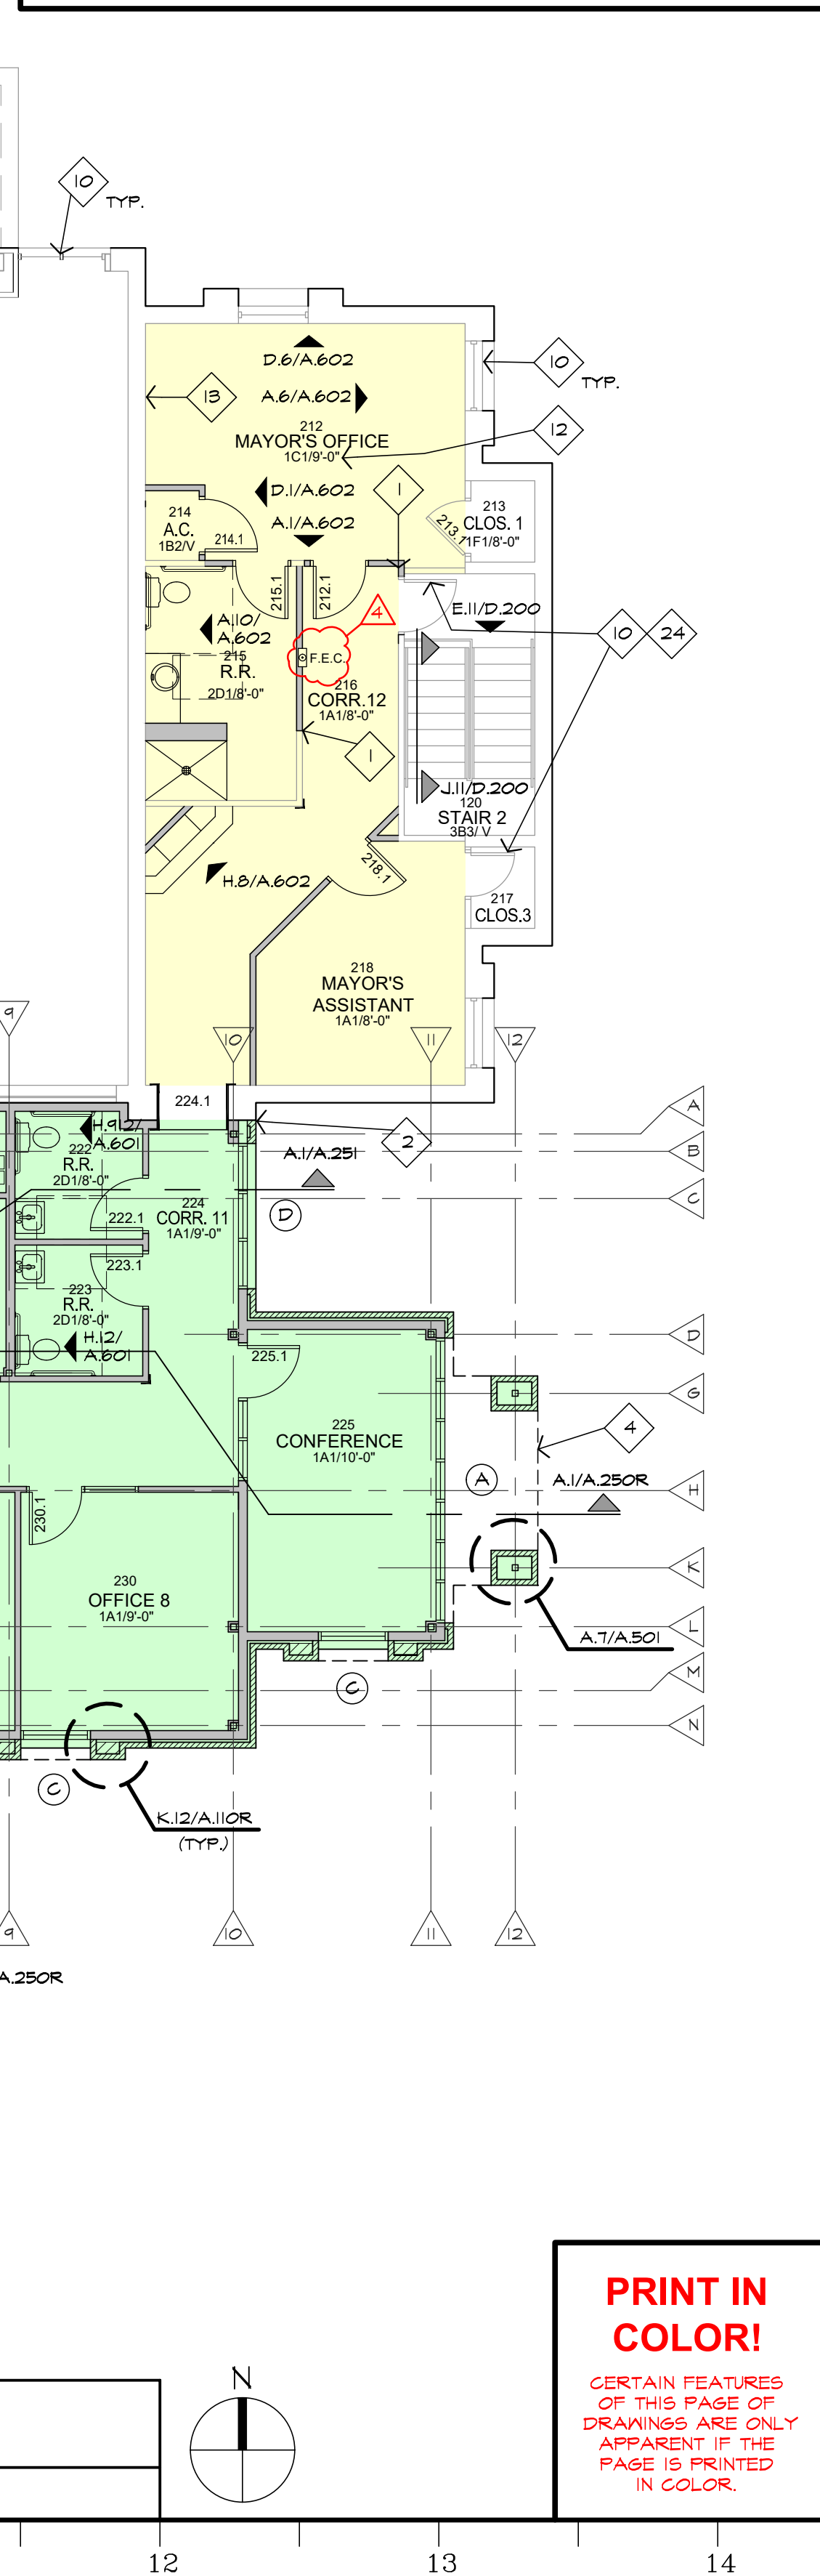 10
TYP.
D.6/A.602
10
TYP.
13
A.6/A.602
212
MAYOR'S OFFICE
1C1/9'-0"
12
D.1/A.602
1
214
A.C.
1B2/V
214.1
A.1/A.602
213
CLOS. 1
1F1/8'-0"
213.1
215.1
212.1
4
E.11/D.200
A.10/
A.602
10
24
215
R.R.
2D1/8'-0"
F.E.C.
216
CORR.12
1A1/8'-0"
1
J.11/D.200
120
STAIR 2
3B3/ V
218.1
H.8/A.602
217
CLOS.3
218
MAYOR'S
ASSISTANT
1A1/8'-0"
9
10
11
12
224.1
A
H.9,12/
A.601
2
B
222
R.R.
2D1/8'-0"
A.1/A.251
C
222.1
224
CORR. 11
1A1/9'-0"
D
223.1
223
R.R.
2D1/8'-0"
H.12/
A.601
D
225.1
G
225
CONFERENCE
1A1/10'-0"
4
A
A.1/A.250R
H
230.1
K
230
OFFICE 8
1A1/9'-0"
L
A.7/A.501
M
C
N
C
K.12/A.110R
(TYP.)
9
10
11
12
A.250R
PRINT IN
COLOR!
N
CERTAIN FEATURES
OF THIS PAGE OF
DRAWINGS ARE ONLY
APPARENT IF THE
PAGE IS PRINTED
IN COLOR.
12
13
14